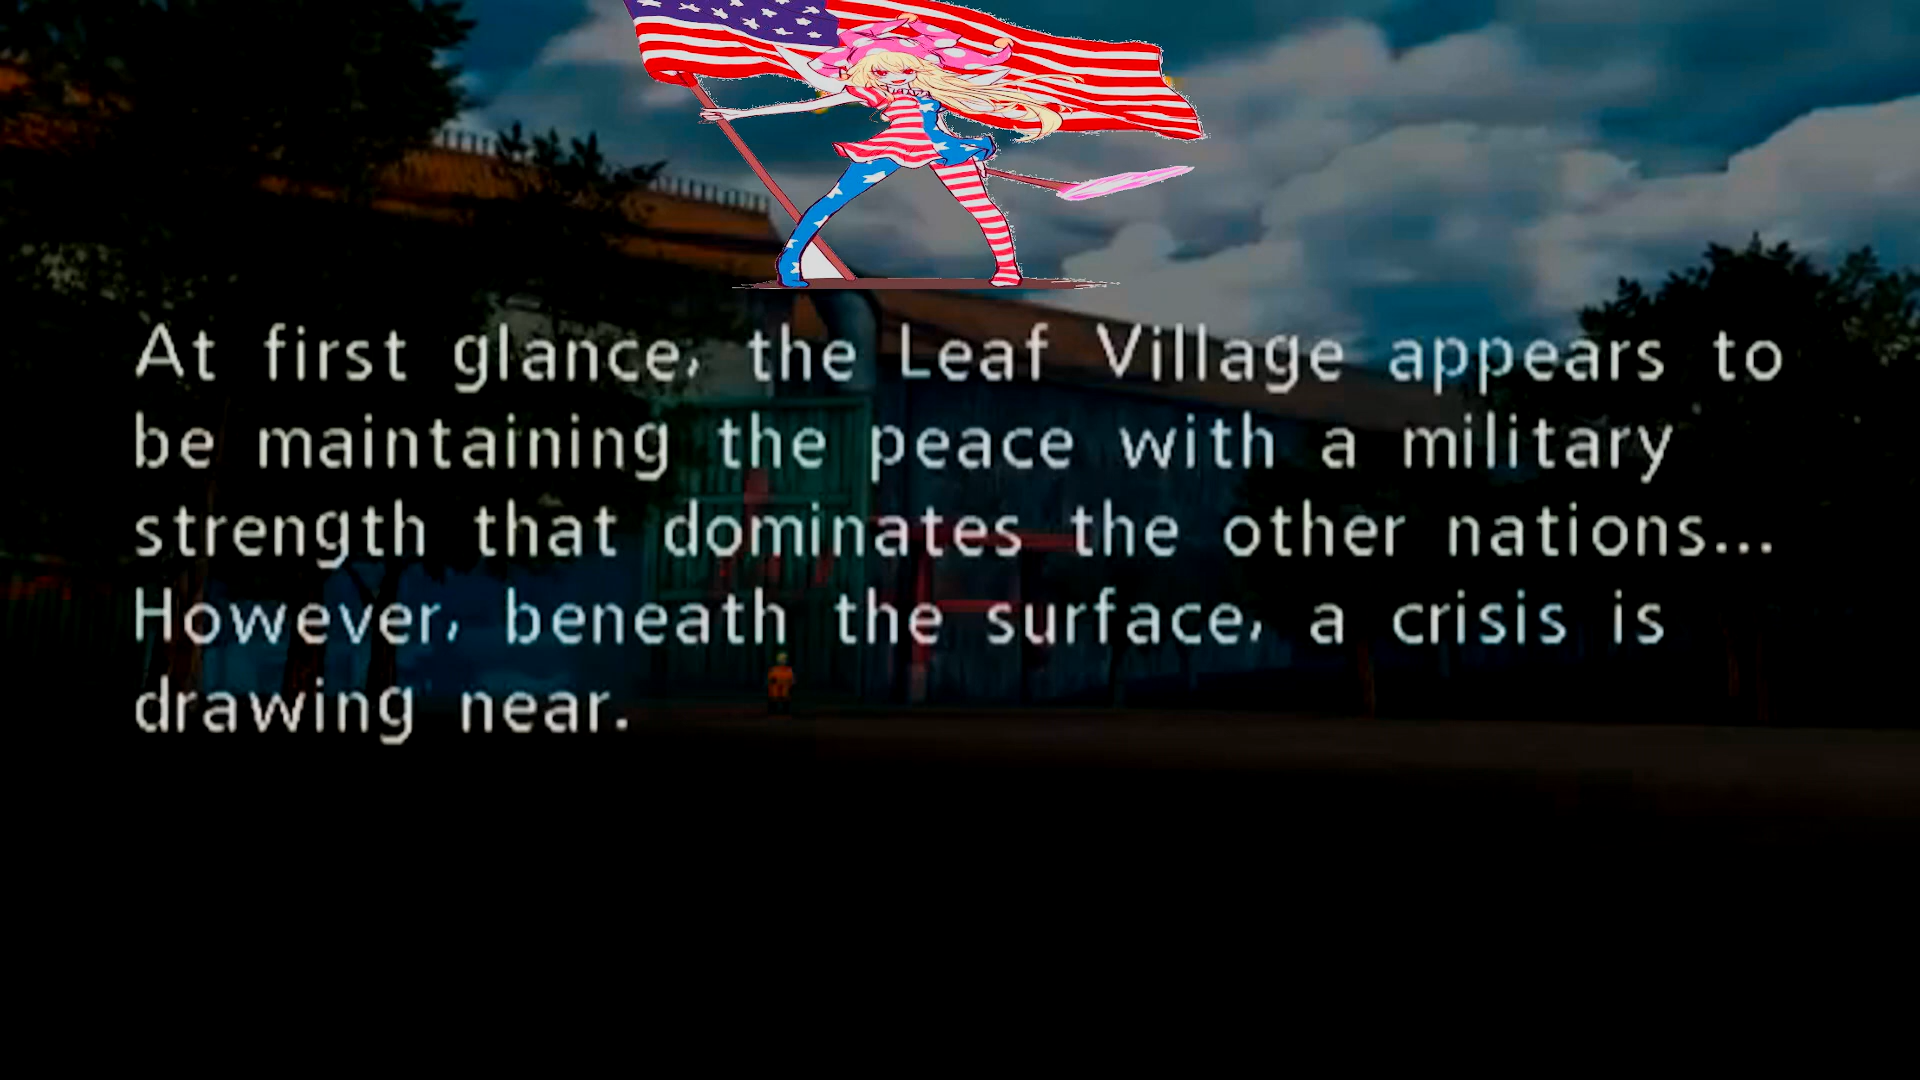 At first glance, the Leaf Village appears to
be maintaining the peace with a military
strength that dominates the other nations...
However, beneath the surface, a crisis is
drawing near.